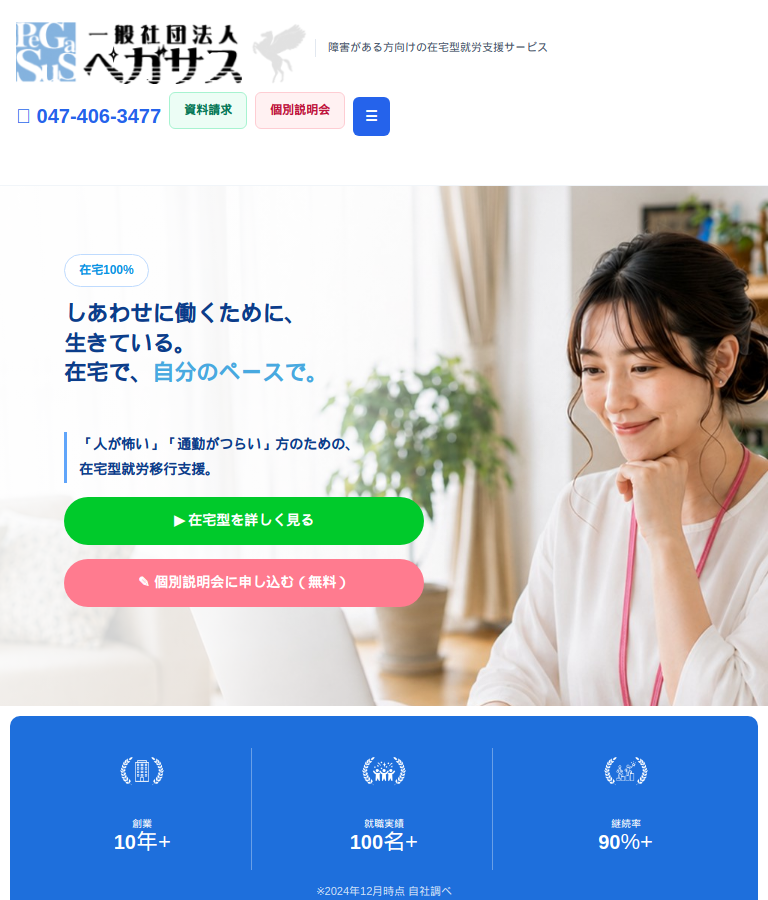 PeGaSUS
一般社団法人
ペガサス
障害がある方向けの在宅型就労支援サービス
047-406-3477
資料請求
個別説明会
☰
在宅100%
しあわせに働くために、
生きている。
在宅で、自分のペースで。
「人が怖い」「通勤がつらい」方のための、
在宅型就労移行支援。
▶ 在宅型を詳しく見る
✎ 個別説明会に申し込む（無料）
創業
10年+
就職実績
100名+
継続率
90%+
※2024年12月時点 自社調べ